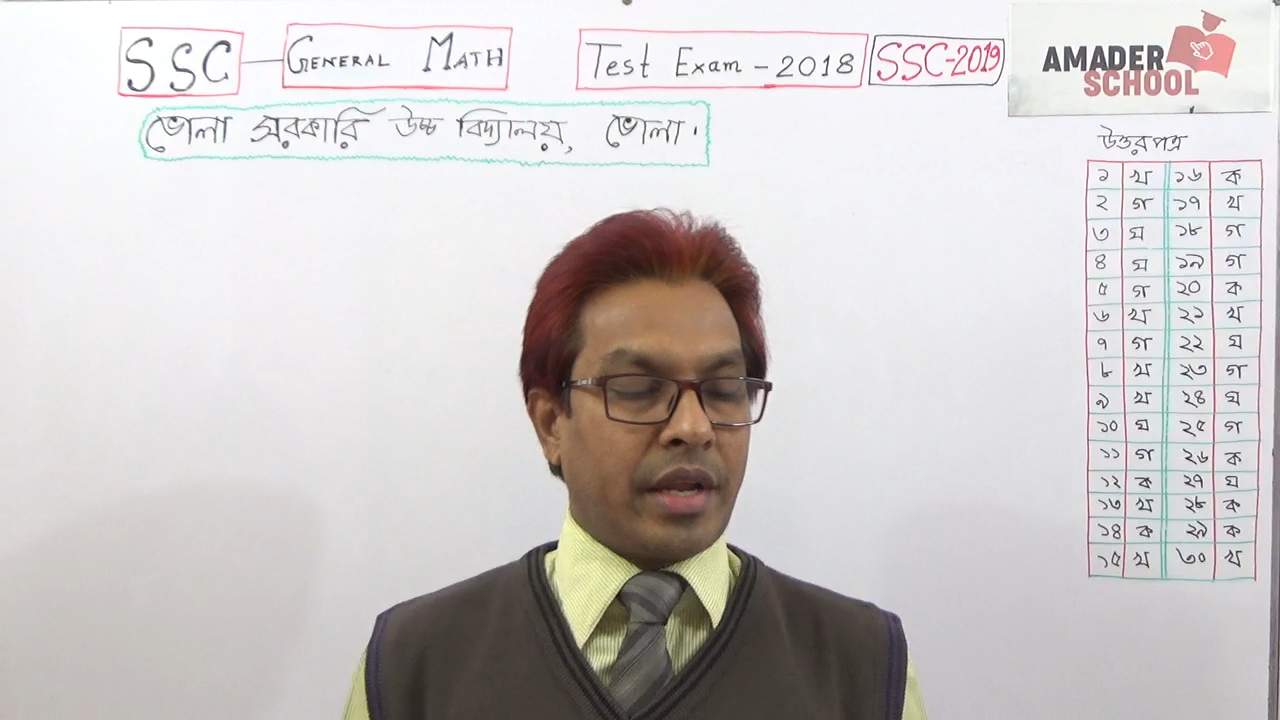 SSC — GENERAL MATH Test Exam - 2018 SSC-2019
AMADER SCHOOL
ভোলা সরকারি উচ্চ বিদ্যালয়, ভোলা.
উত্তরপত্র
১ খ ১৬ ক
২ গ ১৭ খ
৩ ঘ ১৮ গ
৪ ঘ ১৯ গ
৫ গ ২০ ক
৬ খ ২১ খ
৭ গ ২২ ঘ
৮ খ ২৩ গ
৯ খ ২৪ ঘ
১০ ঘ ২৫ গ
১১ গ ২৬ ক
১২ ক ২৭ ঘ
১৩ খ ২৮ ক
১৪ ক ২৯ ক
১৫ খ ৩০ খ